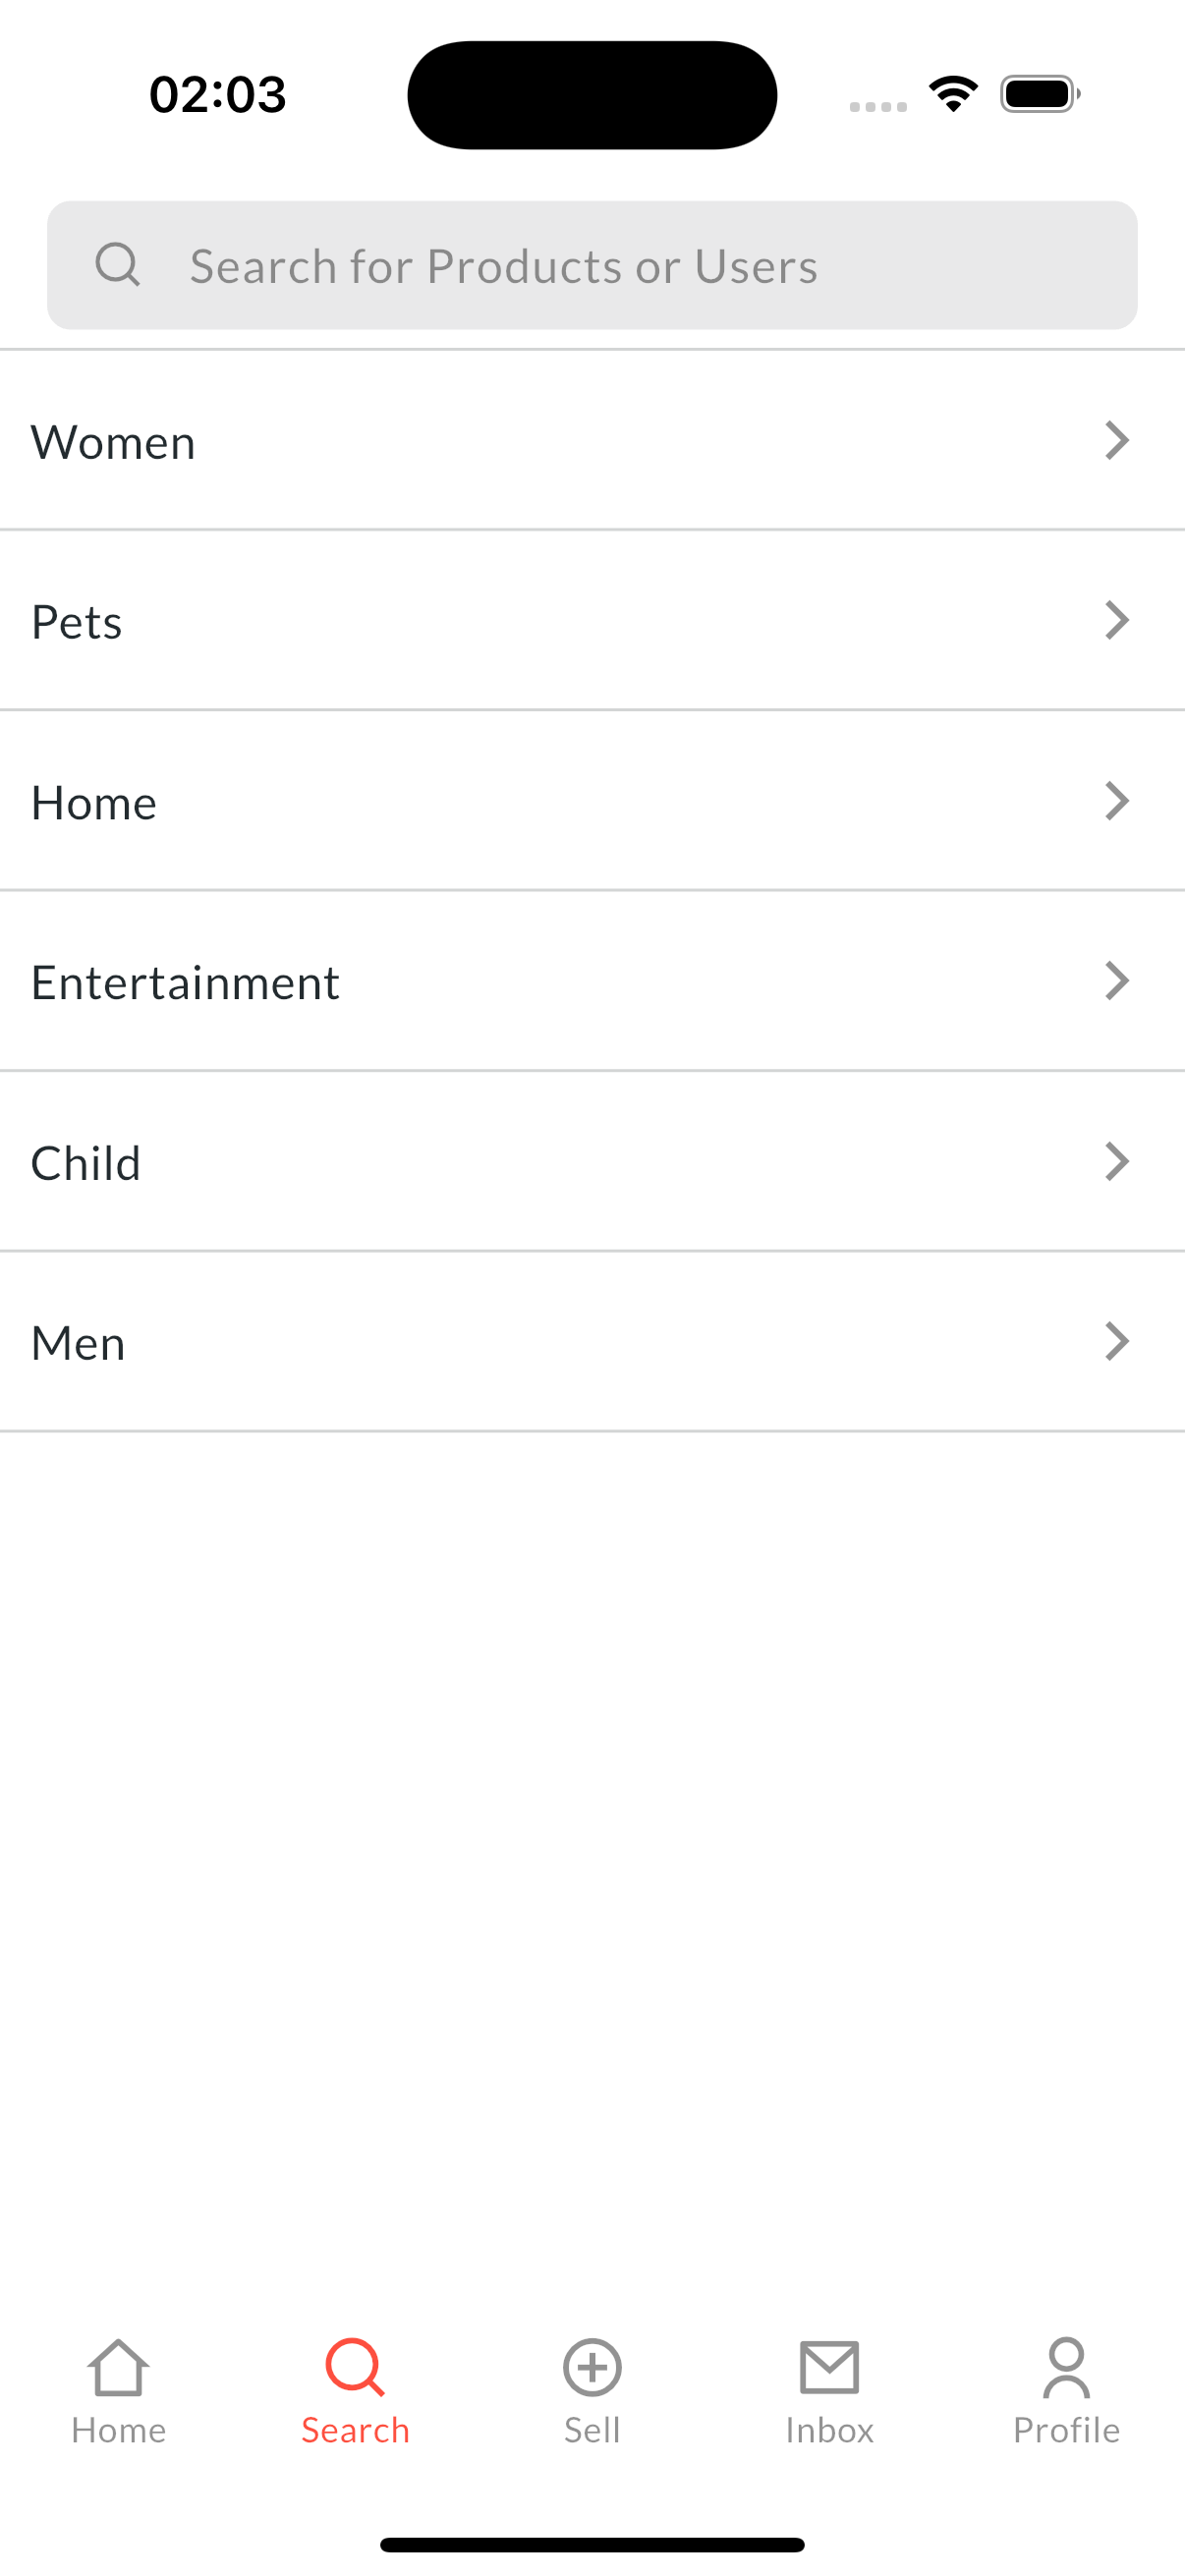 02:03
Search for Products or Users
Women
Pets
Home
Entertainment
Child
Men
Home
Search
Sell
Inbox
Profile